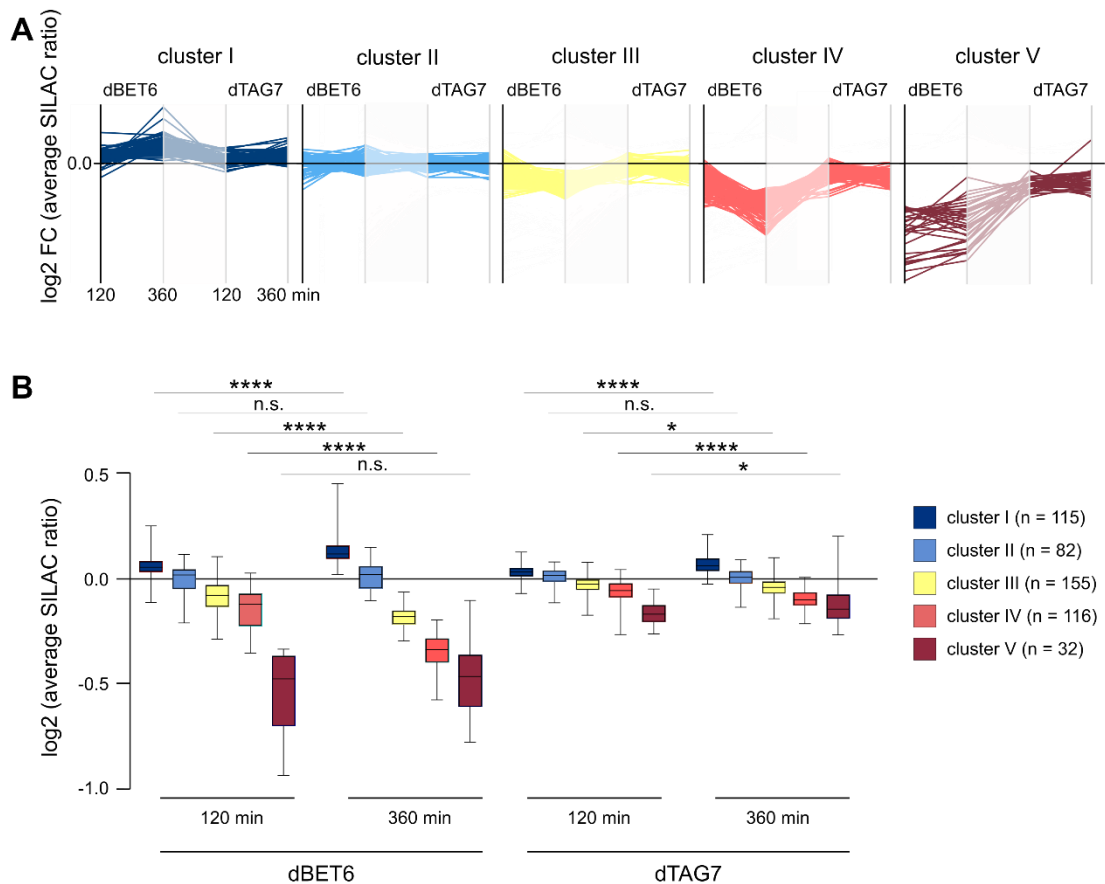 A
cluster I
cluster II
cluster III
cluster IV
cluster V
dBET6
dTAG7
dBET6
dTAG7
dBET6
dTAG7
dBET6
dTAG7
dBET6
dTAG7
log2 FC (average SILAC ratio)
0.0
120
360
120
360 min
B
****
n.s.
****
****
n.s.
****
n.s.
*
****
*
log2 (average SILAC ratio)
0.5
0.0
-0.5
-1.0
cluster I (n = 115)
cluster II (n = 82)
cluster III (n = 155)
cluster IV (n = 116)
cluster V (n = 32)
120 min
360 min
120 min
360 min
dBET6
dTAG7